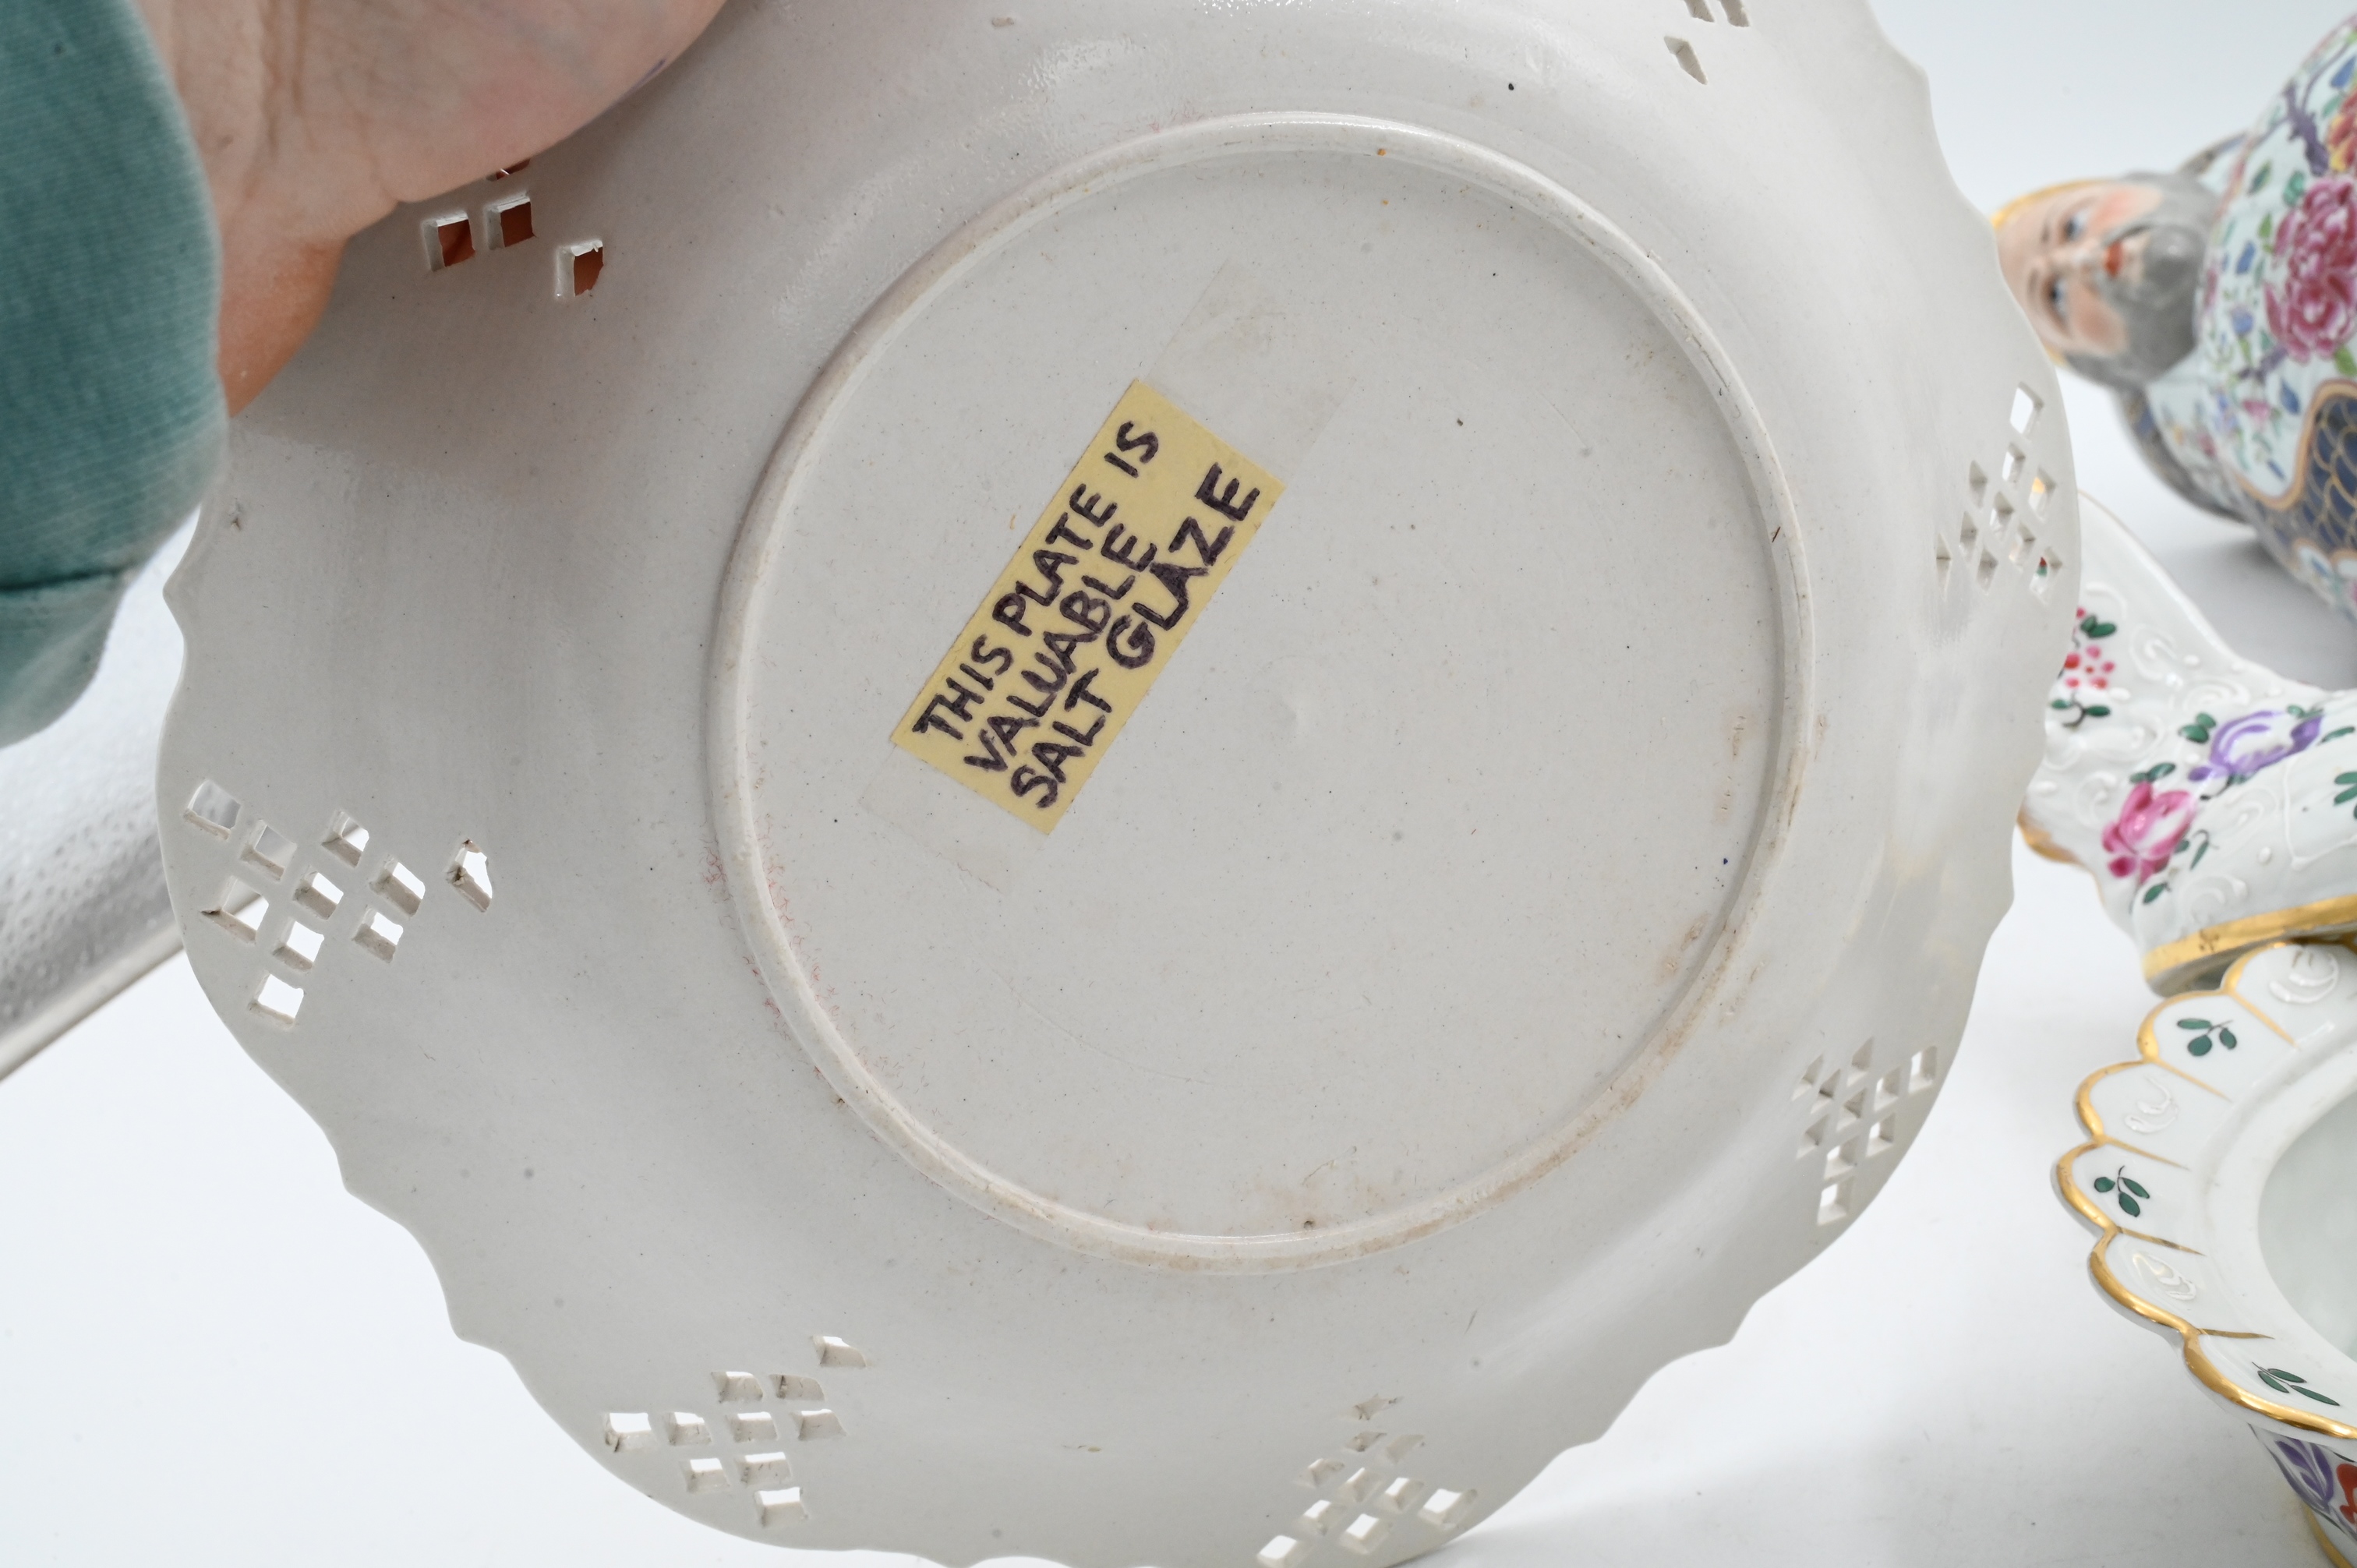 THIS PLATE IS
VALUABLE
SALT GLAZE